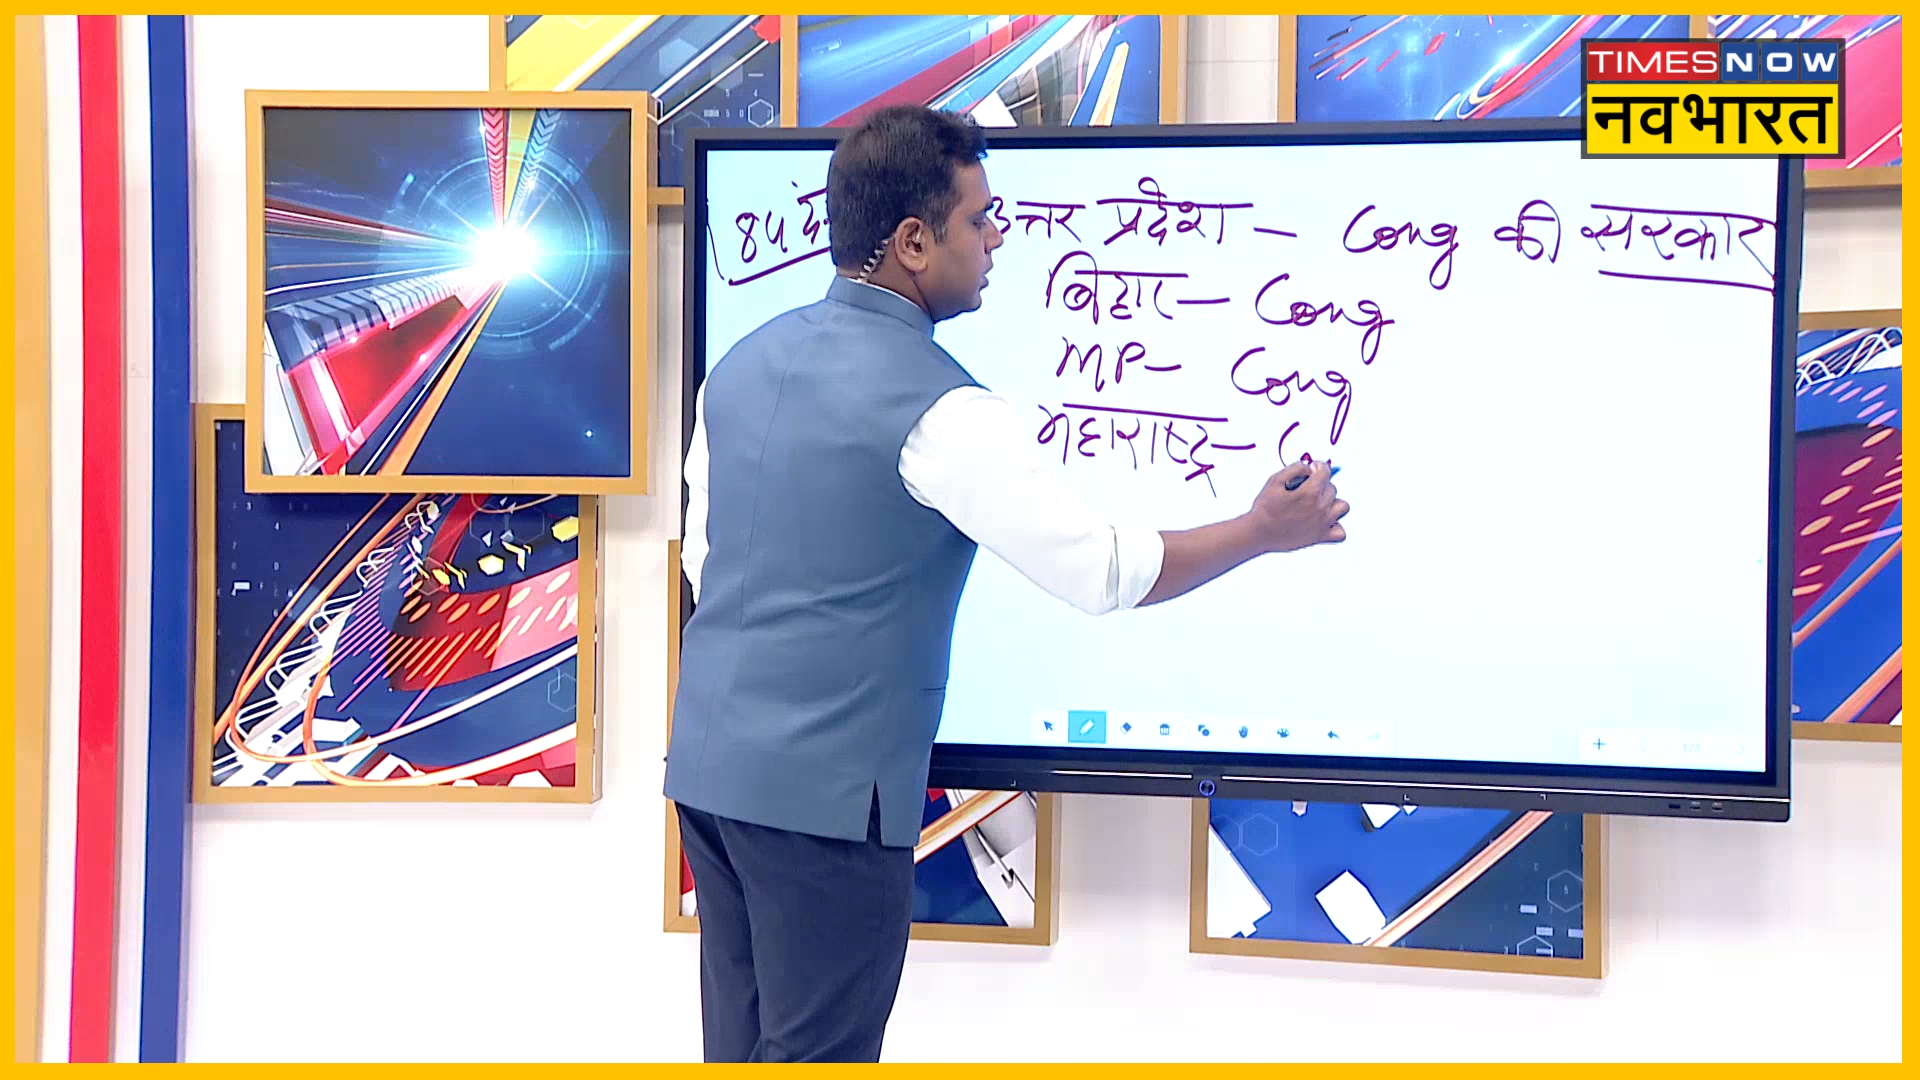 TIMES NOW
नवभारत
उत्तर प्रदेश - Cong की सरकार
बिहार - Cong
MP - Cong
महाराष्ट्र -